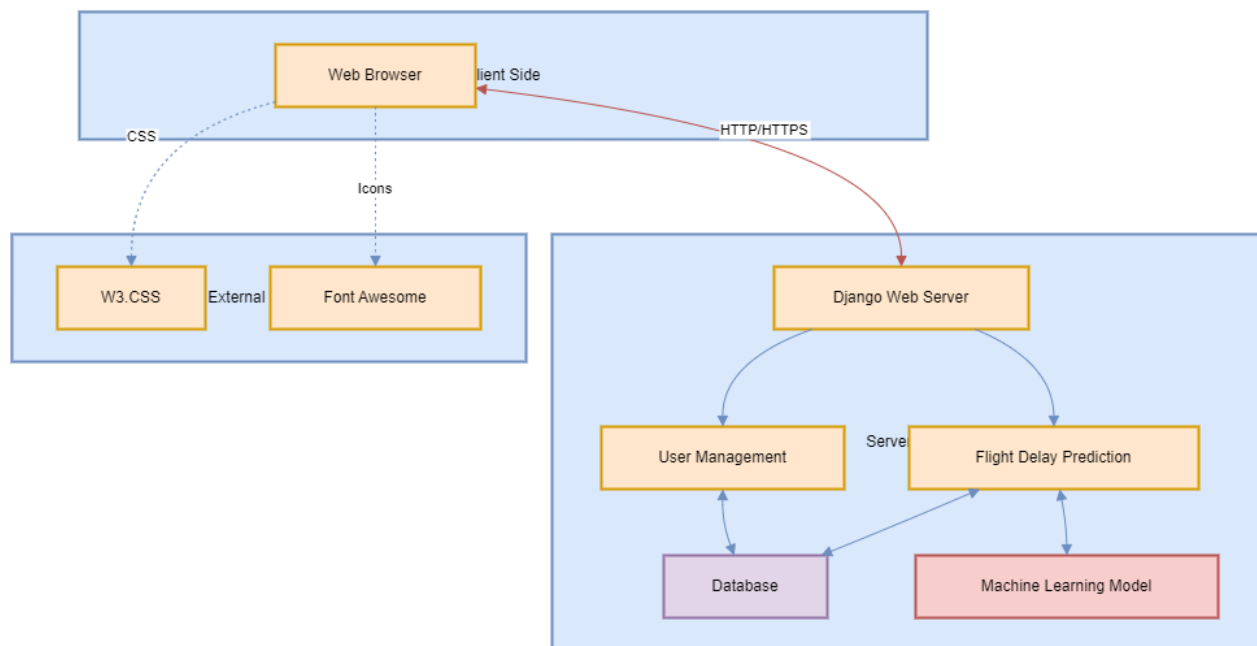 Web Browser
lient Side
CSS
HTTP/HTTPS
Icons
W3.CSS
External
Font Awesome
Django Web Server
User Management
Server
Flight Delay Prediction
Database
Machine Learning Model